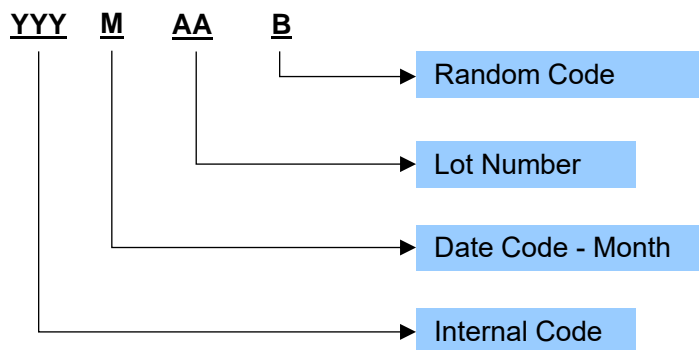 YYY M AA B
Random Code
Lot Number
Date Code - Month
Internal Code